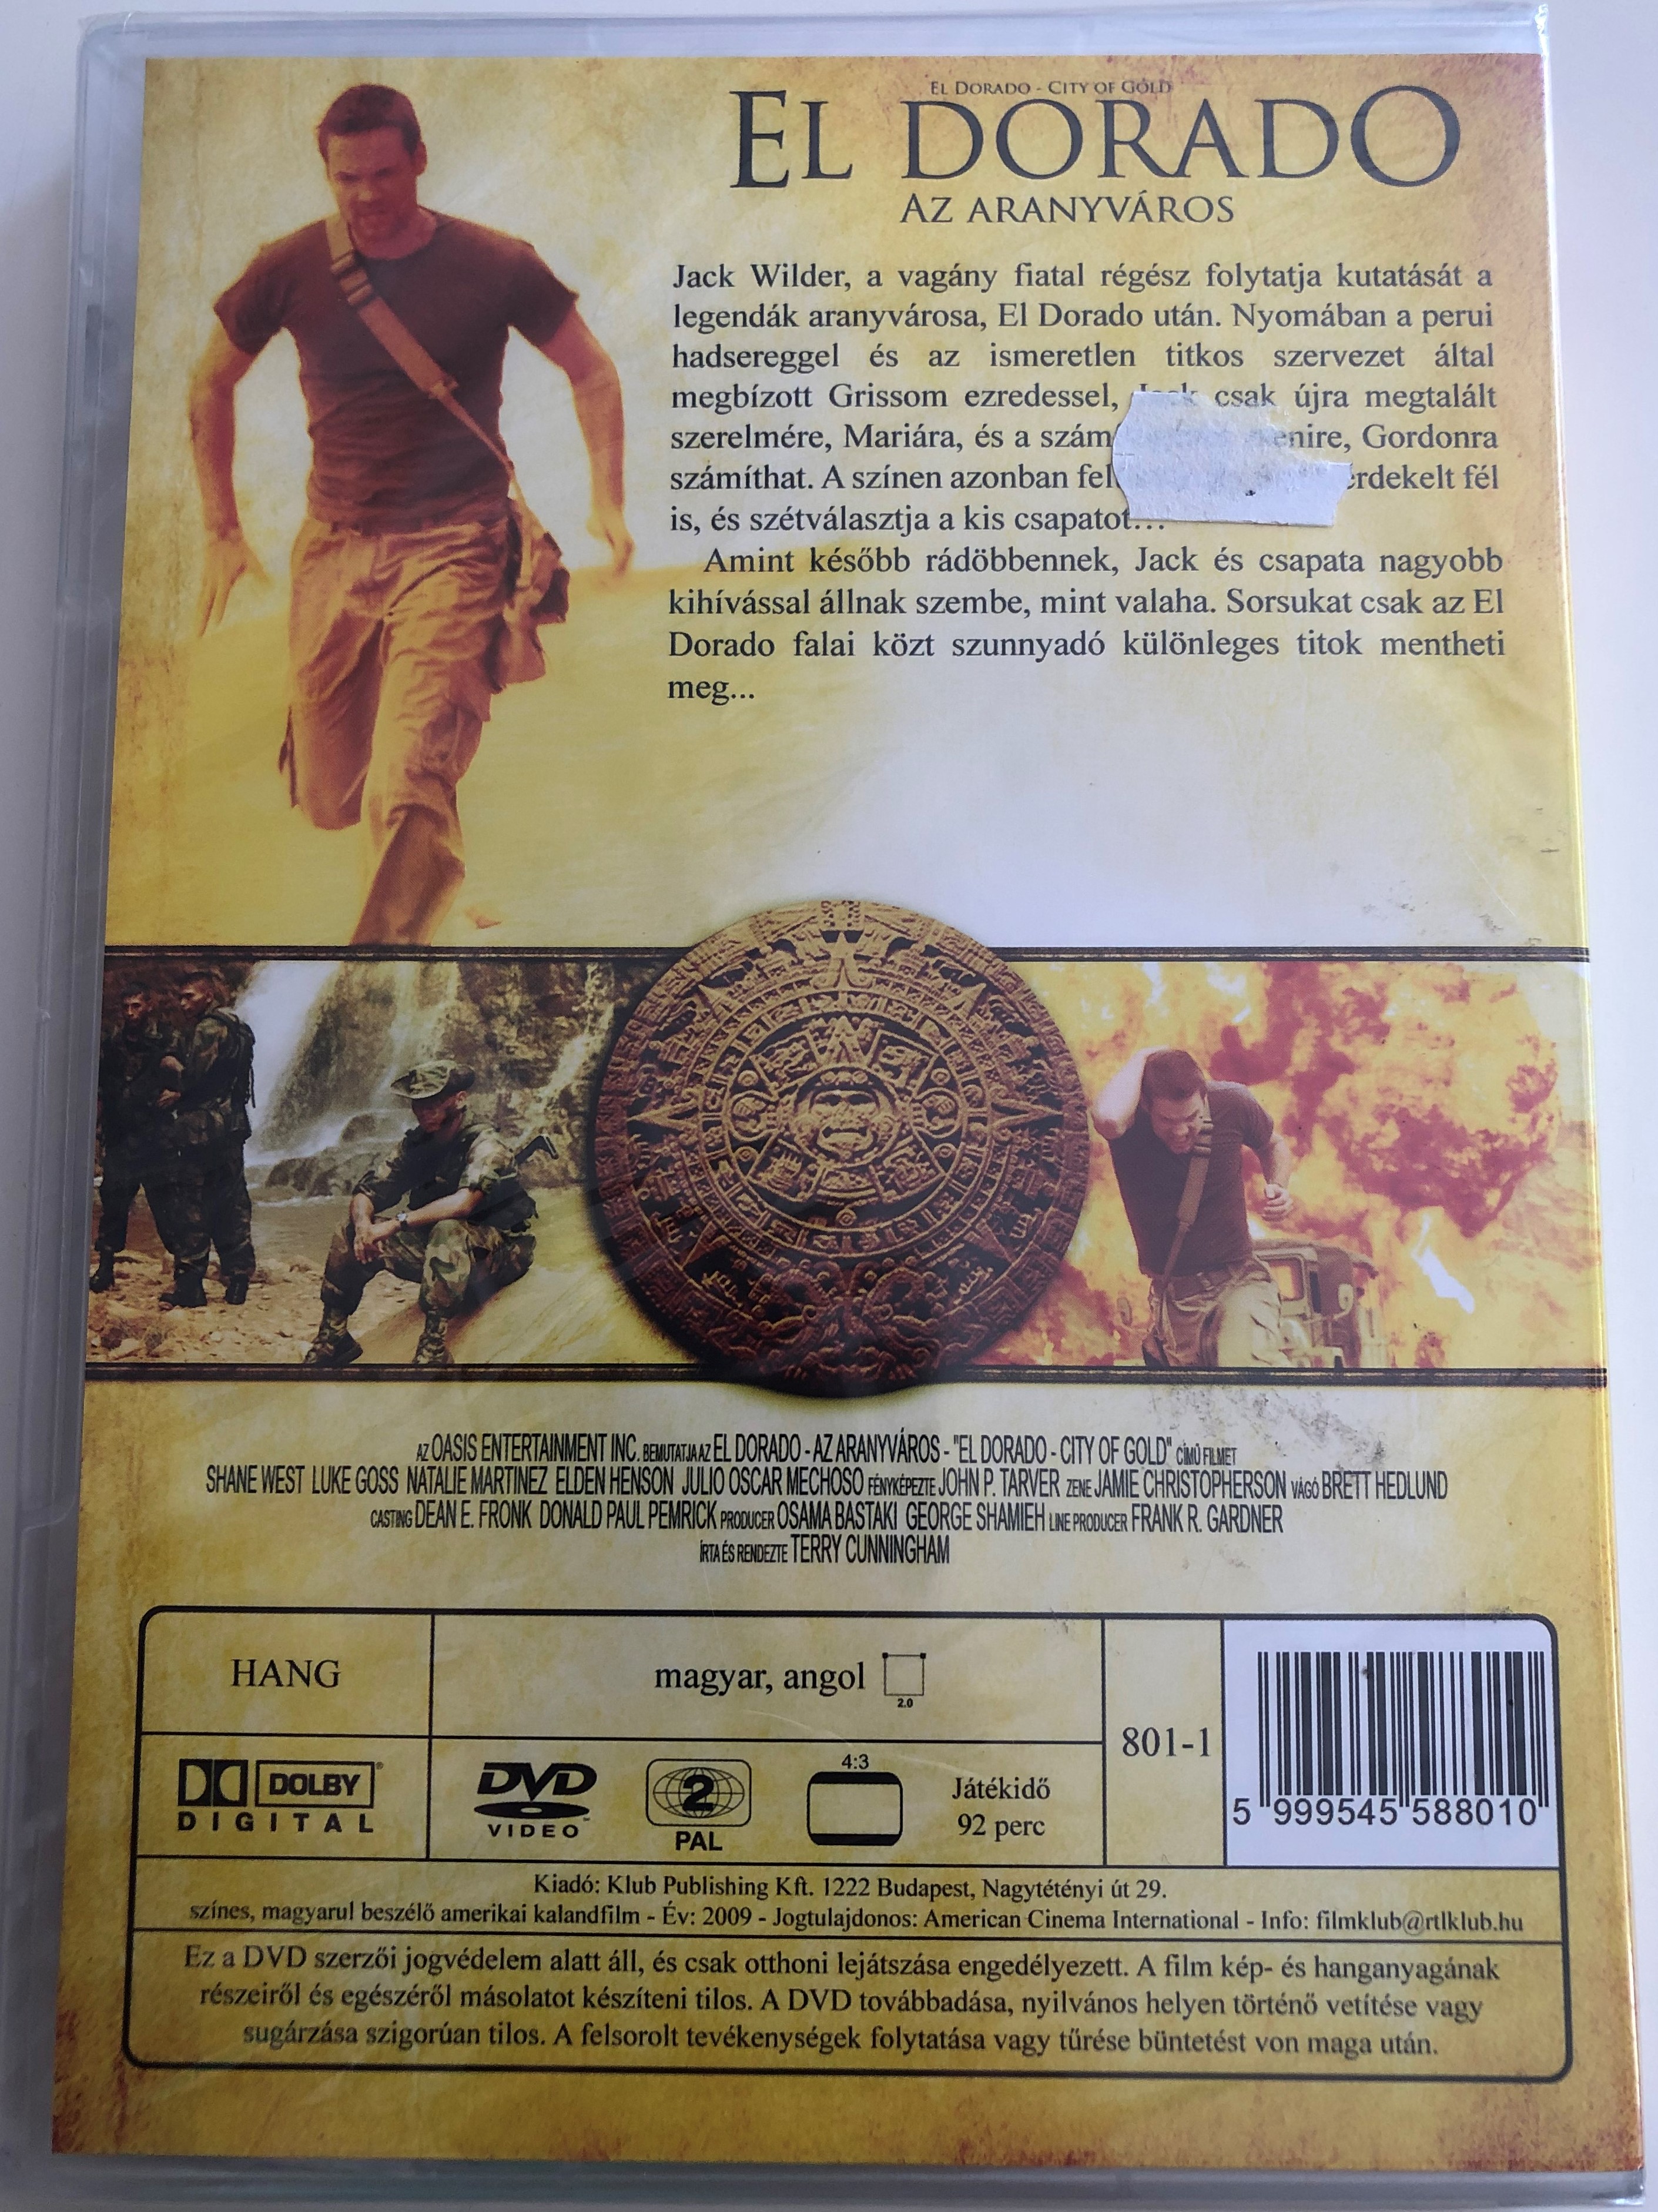 EL DORADO - CITY OF GOLD
EL DORADO
AZ ARANYVÁROS
Jack Wilder, a vagány fiatal régész folytatja kutatását a
legendák aranyvárosa, El Dorado után. Nyomában a perui
hadsereggel és az ismeretlen titkos szervezet által
megbízott Grissom ezredessel, csak újra megtalált
szerelmére, Mariára, és a Gordonra
számíthat. A színen azonban érdekelt fél
is, és szétválasztja a kis csapatot...
Amint később rádöbbennek, Jack és csapata nagyobb
kihívással állnak szembe, mint valaha. Sorsukat csak az El
Dorado falai közt szunnyadó különleges titok mentheti
meg...
AZ OASIS ENTERTAINMENT INC. BEMUTATJA AZ EL DORADO - AZ ARANYVÁROS - "EL DORADO - CITY OF GOLD" CÍMŰ FILMET
SHANE WEST LUKE GOSS NATALIE MARTINEZ ELDEN HENSON JULIO OSCAR MECHOSO FÉNYKÉPEZTE JOHN P. TARVER ZENE JAMIE CHRISTOPHERSON VÁGÓ BRETT HEDLUND
CASTING DEAN E. FRONK DONALD PAUL PEMRICK PRODUCER OSAMA BASTAKI GEORGE SHAMIEH LINE PRODUCER FRANK R. GARDNER
ÍRTA ÉS RENDEZTE TERRY CUNNINGHAM
HANG
magyar, angol
2.0
DOLBY
DIGITAL
DVD
VIDEO
2
PAL
4:3
Játékidő
92 perc
801-1
5 999545 588010
Kiadó: Klub Publishing Kft. 1222 Budapest, Nagytétényi út 29.
színes, magyarul beszélő amerikai kalandfilm - Év: 2009 - Jogtulajdonos: American Cinema International - Info: filmklub@rtlklub.hu
Ez a DVD szerzői jogvédelem alatt áll, és csak otthoni lejátszása engedélyezett. A film kép- és hanganyagának
részeiről és egészéről másolatot készíteni tilos. A DVD továbbadása, nyilvános helyen történő vetítése vagy
sugárzása szigorúan tilos. A felsorolt tevékenységek folytatása vagy tűrése büntetést von maga után.